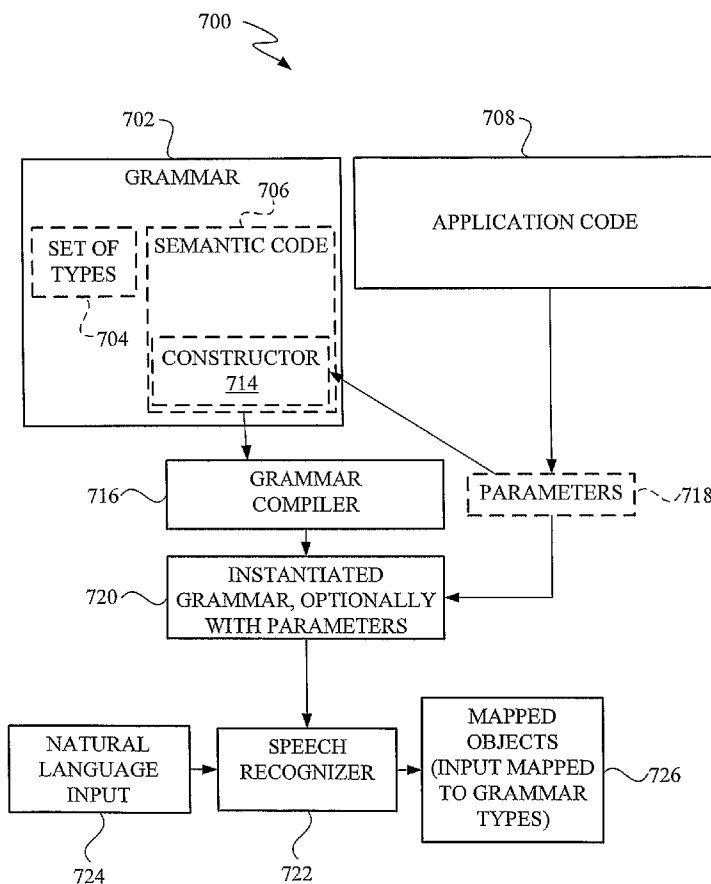 700
702
708
GRAMMAR
706
APPLICATION CODE
SET OF
TYPES
SEMANTIC CODE
704
CONSTRUCTOR
714
716
GRAMMAR
COMPILER
PARAMETERS
718
720
INSTANTIATED
GRAMMAR, OPTIONALLY
WITH PARAMETERS
NATURAL
LANGUAGE
INPUT
SPEECH
RECOGNIZER
MAPPED
OBJECTS
(INPUT MAPPED
TO GRAMMAR
TYPES)
726
724
722